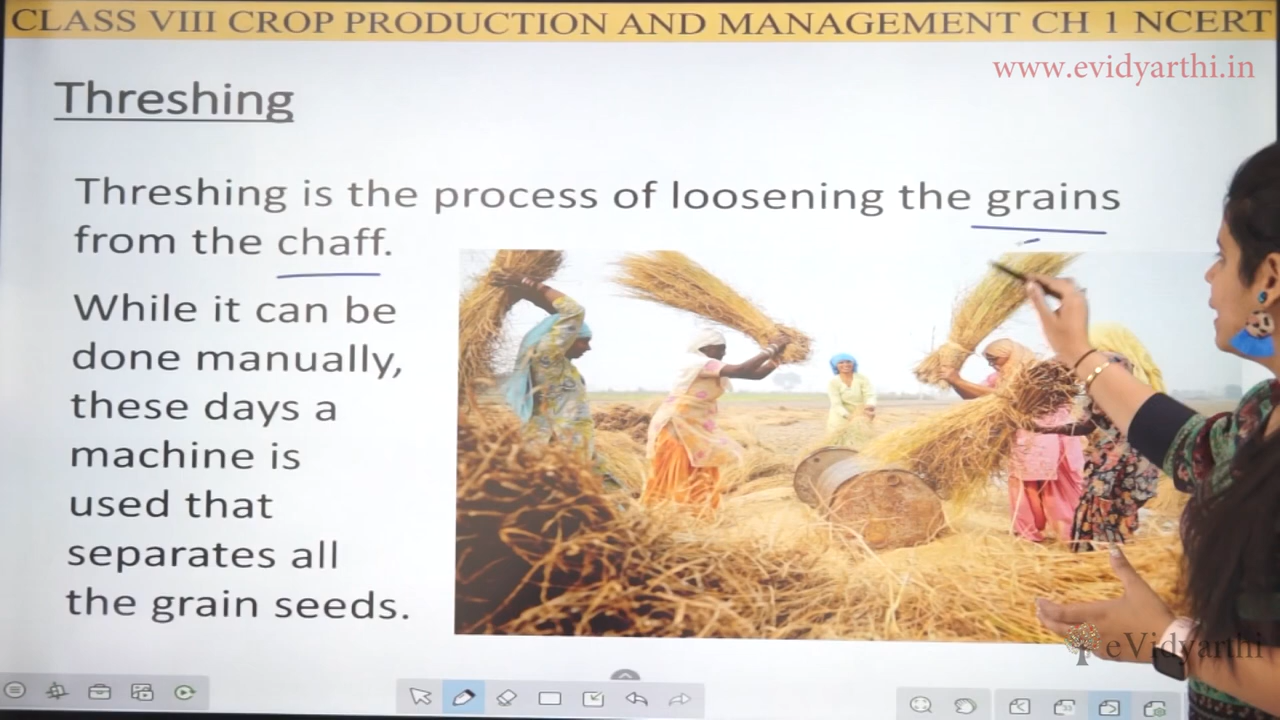 CLASS VIII CROP PRODUCTION AND MANAGEMENT CH 1 NCERT
www.evidyarthi.in
Threshing
Threshing is the process of loosening the grains
from the chaff.
While it can be
done manually,
these days a
machine is
used that
separates all
the grain seeds.
eVidyarthi